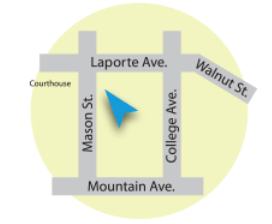 Laporte Ave.
Walnut St.
Courthouse
Mason St.
College Ave.
Mountain Ave.